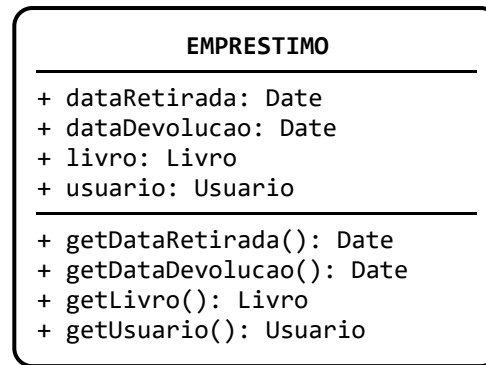 EMPRESTIMO
+ dataRetirada: Date
+ dataDevolucao: Date
+ livro: Livro
+ usuario: Usuario
+ getDataRetirada(): Date
+ getDataDevolucao(): Date
+ getLivro(): Livro
+ getUsuario(): Usuario